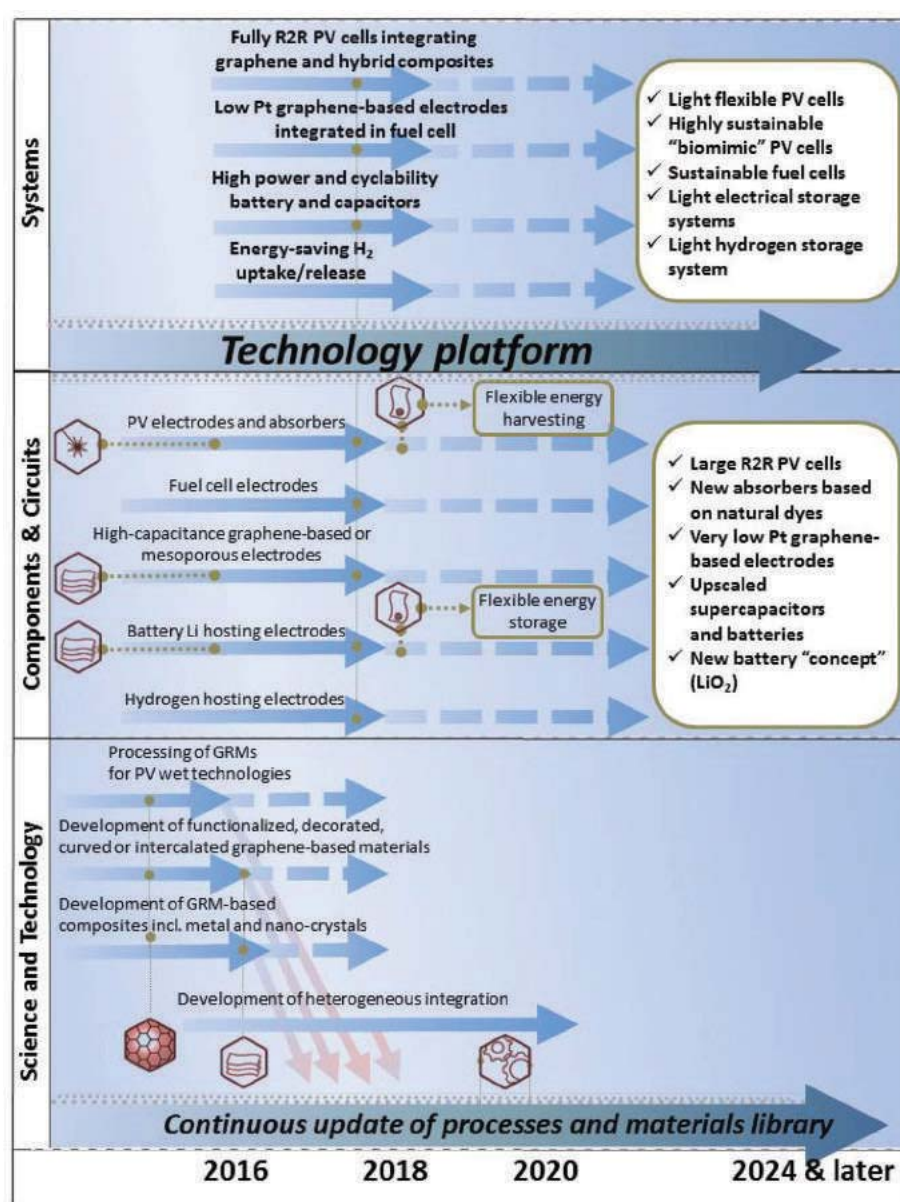 Systems
Fully R2R PV cells integrating
graphene and hybrid composites
Low Pt graphene-based electrodes
integrated in fuel cell
High power and cyclability
battery and capacitors
Energy-saving H₂
uptake/release
✓ Light flexible PV cells
✓ Highly sustainable
“biomimic” PV cells
✓ Sustainable fuel cells
✓ Light electrical storage
systems
✓ Light hydrogen storage
system
Technology platform
Components & Circuits
PV electrodes and absorbers
Flexible energy
harvesting
Fuel cell electrodes
High-capacitance graphene-based or
mesoporous electrodes
Flexible energy
storage
Battery Li hosting electrodes
Hydrogen hosting electrodes
✓ Large R2R PV cells
✓ New absorbers based
on natural dyes
✓ Very low Pt graphene-
based electrodes
✓ Upscaled
supercapacitors
and batteries
✓ New battery “concept”
(LiO₂)
Science and Technology
Processing of GRMs
for PV wet technologies
Development of functionalized, decorated,
curved or intercalated graphene-based materials
Development of GRM-based
composites incl. metal and nano-crystals
Development of heterogeneous integration
Continuous update of processes and materials library
2016 2018 2020 2024 & later